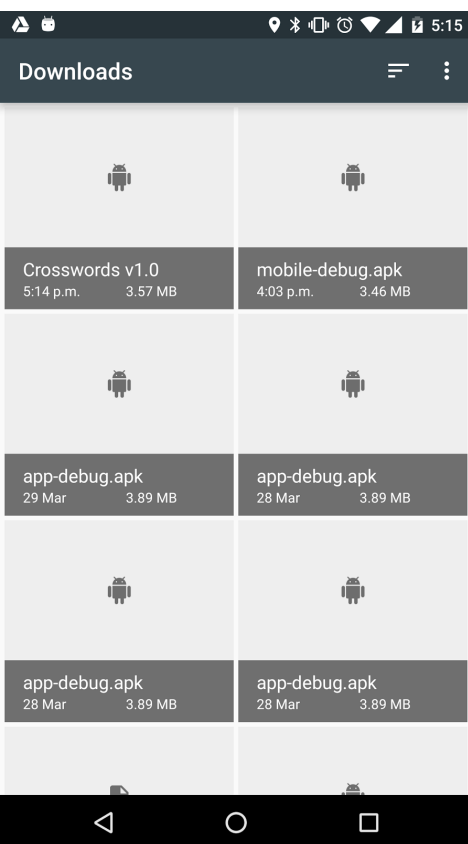 5:15
Downloads
Crosswords v1.0
5:14 p.m. 3.57 MB
mobile-debug.apk
4:03 p.m. 3.46 MB
app-debug.apk
29 Mar 3.89 MB
app-debug.apk
28 Mar 3.89 MB
app-debug.apk
28 Mar 3.89 MB
app-debug.apk
28 Mar 3.89 MB